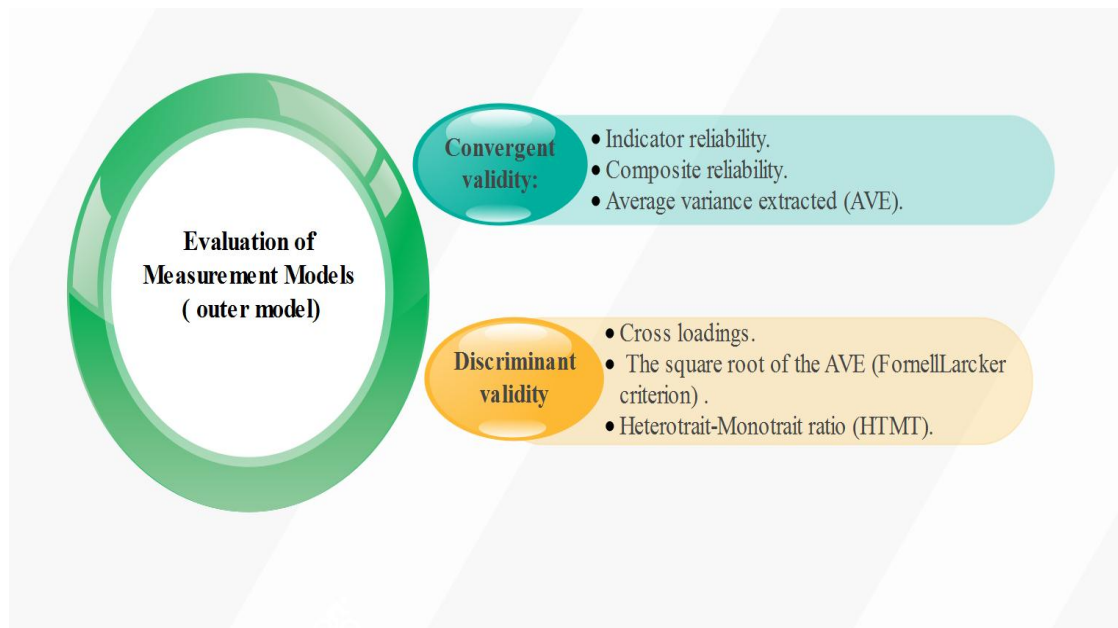 Evaluation of
Measurement Models
( outer model)
Convergent
validity:
• Indicator reliability.
• Composite reliability.
• Average variance extracted (AVE).
Discriminant
validity
• Cross loadings.
• The square root of the AVE (FornellLarcker
criterion) .
• Heterotrait-Monotrait ratio (HTMT).